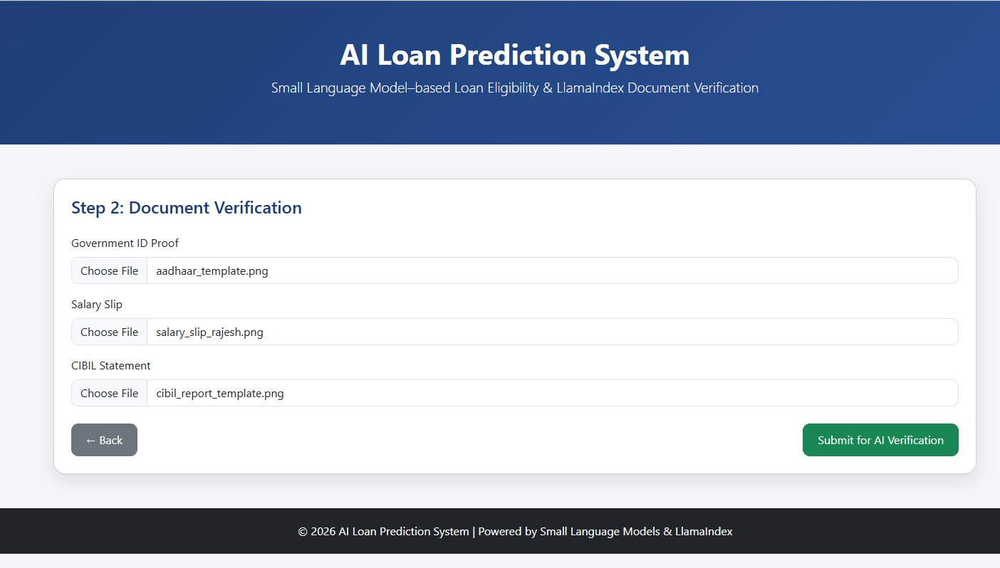 AI Loan Prediction System
Small Language Model–based Loan Eligibility & LlamaIndex Document Verification
Step 2: Document Verification
Government ID Proof
Choose File aadhaar_template.png
Salary Slip
Choose File salary_slip_rajesh.png
CIBIL Statement
Choose File cibil_report_template.png
← Back Submit for AI Verification
© 2026 AI Loan Prediction System | Powered by Small Language Models & LlamaIndex